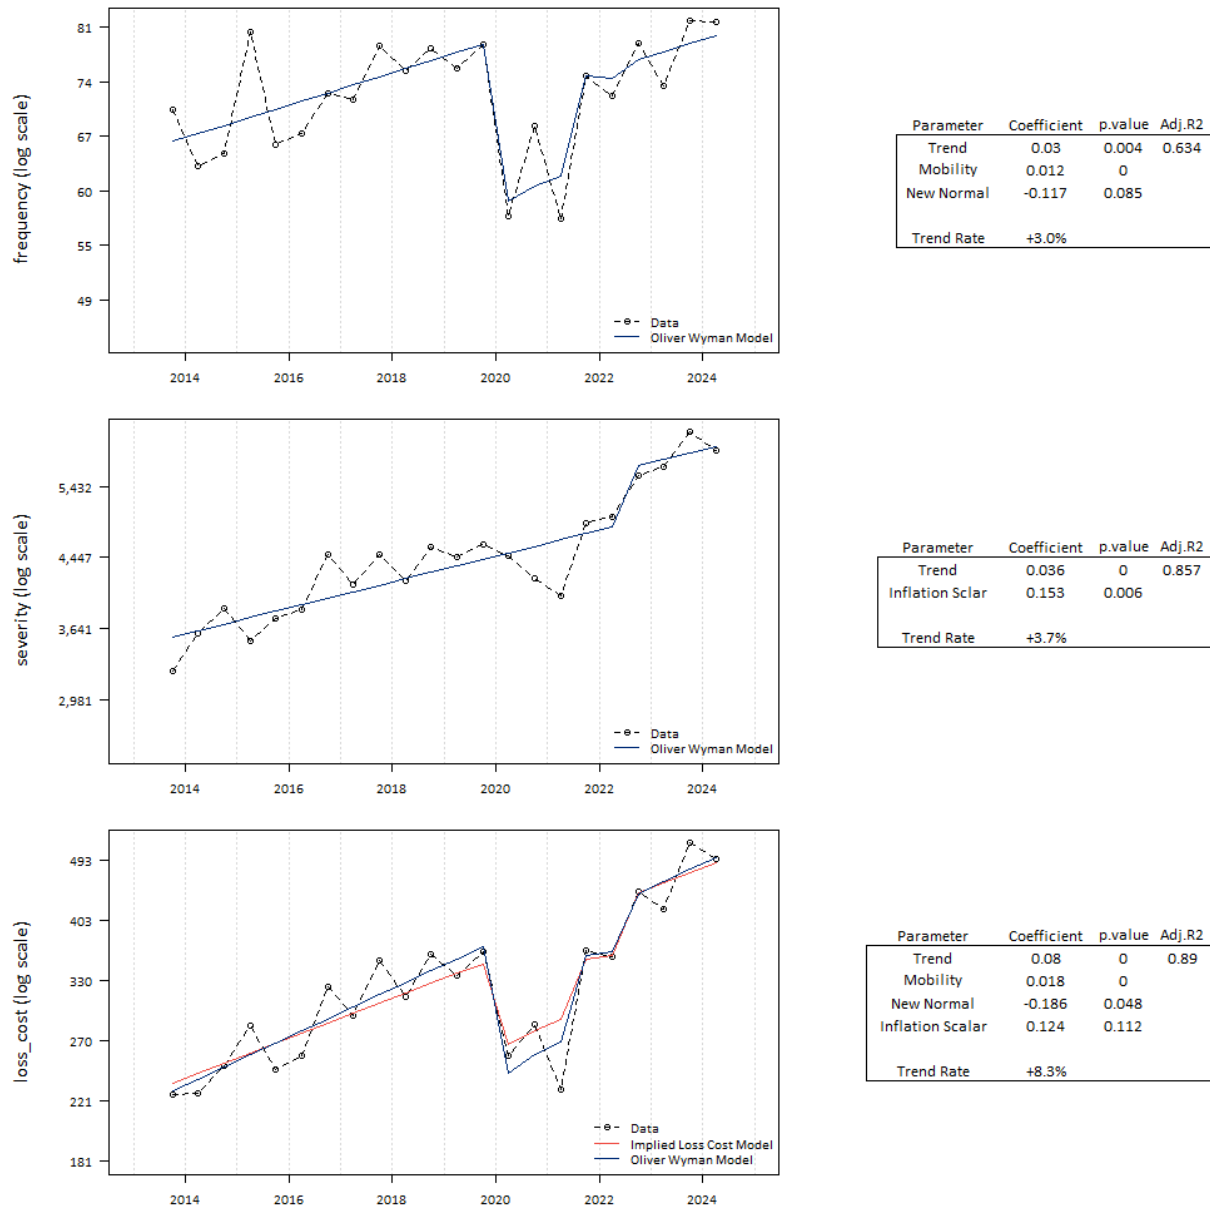 81
74
67
60
55
49
frequency (log scale)
Data
Oliver Wyman Model
2014 2016 2018 2020 2022 2024
Parameter Coefficient p.value Adj.R2
Trend 0.03 0.004 0.634
Mobility 0.012 0
New Normal -0.117 0.085
Trend Rate +3.0%
5,432
4,447
3,641
2,981
severity (log scale)
Data
Oliver Wyman Model
2014 2016 2018 2020 2022 2024
Parameter Coefficient p.value Adj.R2
Trend 0.036 0 0.857
Inflation Sclar 0.153 0.006
Trend Rate +3.7%
493
403
330
270
221
181
loss_cost (log scale)
Data
Implied Loss Cost Model
Oliver Wyman Model
2014 2016 2018 2020 2022 2024
Parameter Coefficient p.value Adj.R2
Trend 0.08 0 0.89
Mobility 0.018 0
New Normal -0.186 0.048
Inflation Scalar 0.124 0.112
Trend Rate +8.3%